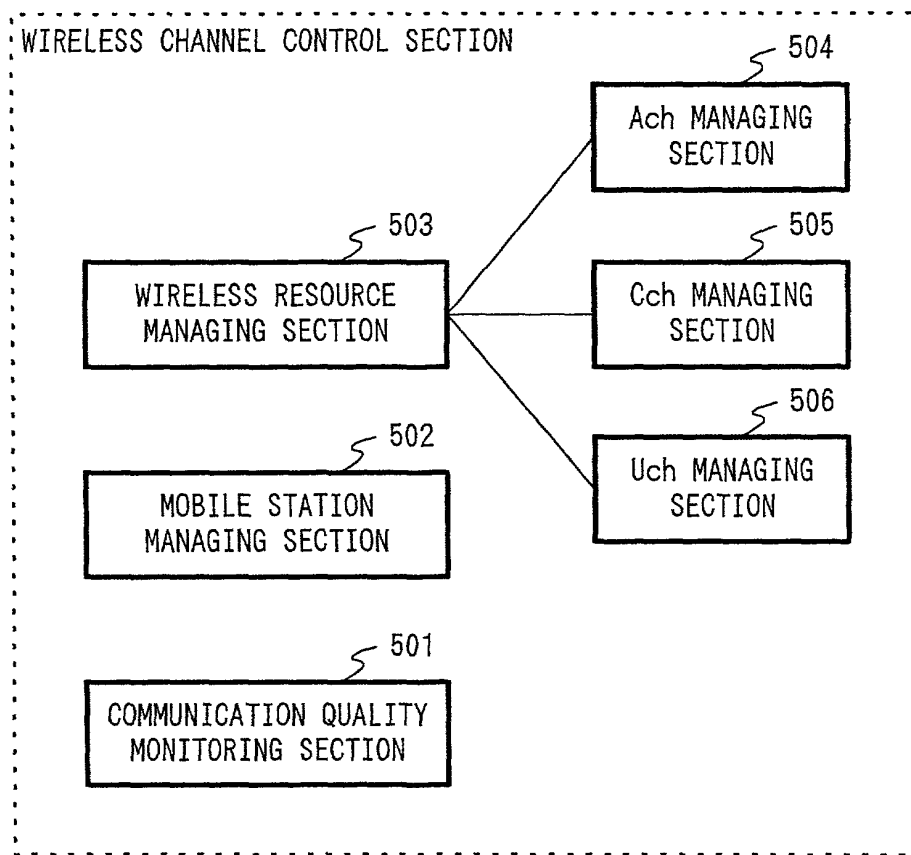 WIRELESS CHANNEL CONTROL SECTION
504
Ach MANAGING
SECTION
503
WIRELESS RESOURCE
MANAGING SECTION
505
Cch MANAGING
SECTION
506
Uch MANAGING
SECTION
502
MOBILE STATION
MANAGING SECTION
501
COMMUNICATION QUALITY
MONITORING SECTION